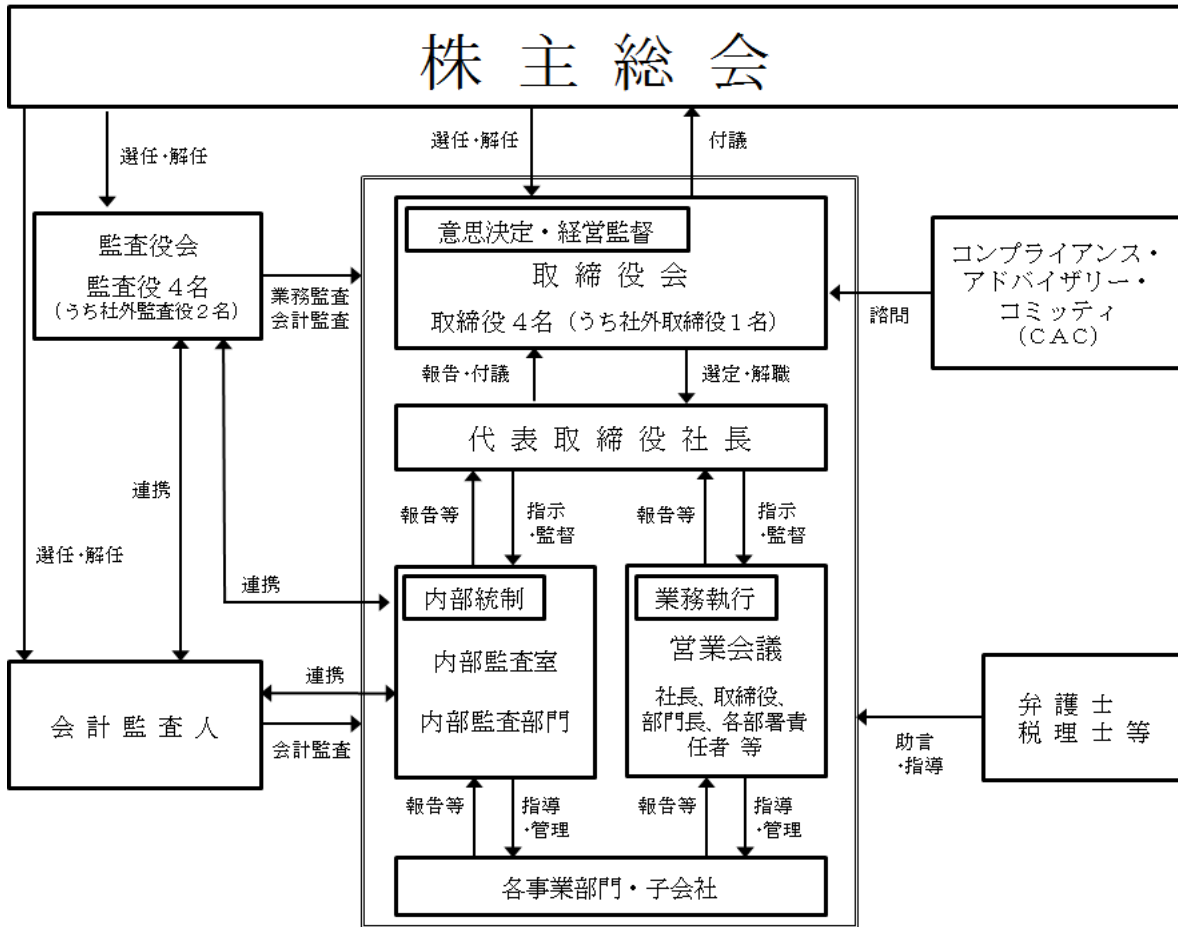 株主総会
選任・解任
選任・解任
付議
監査役会
監査役4名
(うち社外監査役2名)
業務監査
会計監査
意思決定・経営監督
取締役会
取締役4名(うち社外取締役1名)
コンプライアンス・
アドバイザリー・
コミッティ
(CAC)
諮問
報告・付議
選定・解職
代表取締役社長
連携
報告等
指示
・監督
報告等
指示
・監督
選任・解任
連携
内部統制
内部監査室
内部監査部門
業務執行
営業会議
社長、取締役、
部門長、各部署責
任者 等
会計監査人
連携
会計監査
弁護士
税理士等
助言
・指導
報告等
指導
・管理
報告等
指導
・管理
各事業部門・子会社